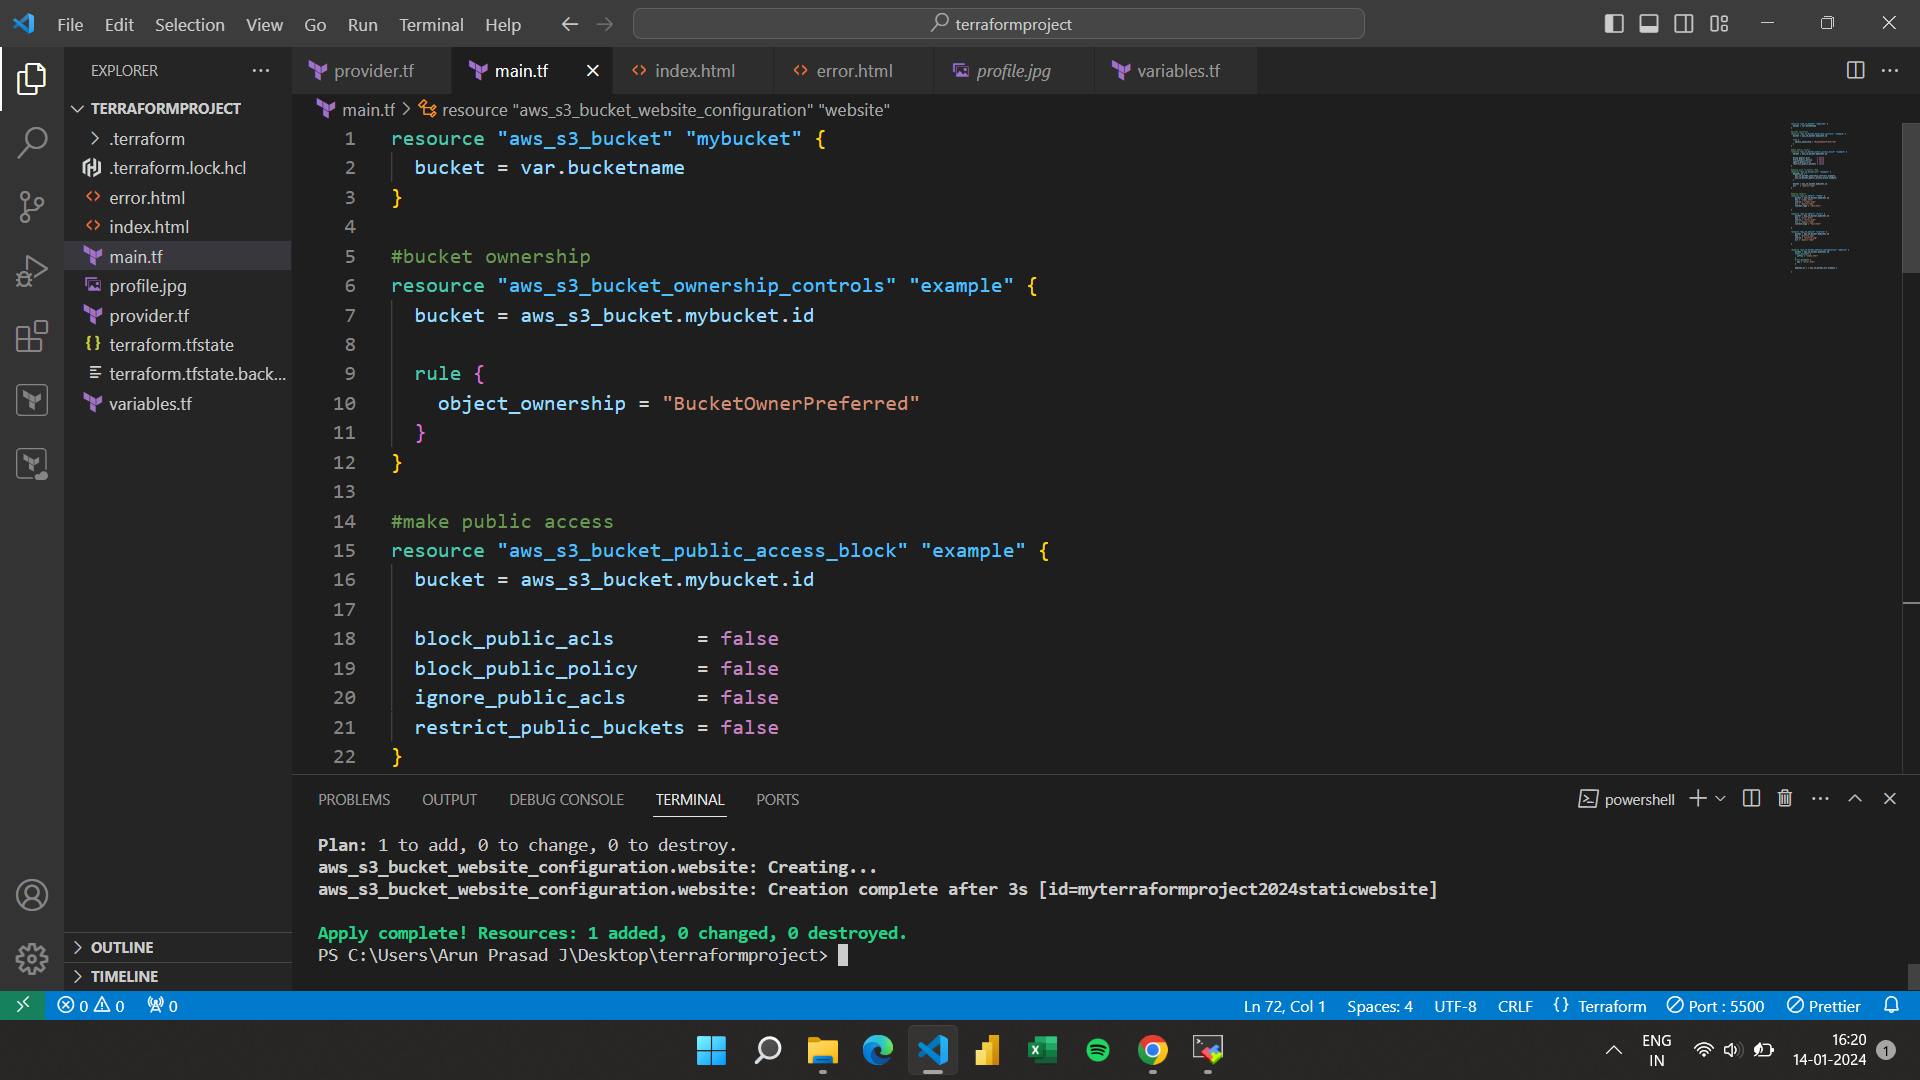 File Edit Selection View Go Run Terminal Help
terraformproject
EXPLORER
provider.tf
main.tf
index.html
error.html
profile.jpg
variables.tf
TERRAFORMPROJECT
.terraform
.terraform.lock.hcl
error.html
index.html
main.tf
profile.jpg
provider.tf
terraform.tfstate
terraform.tfstate.back...
variables.tf
OUTLINE
TIMELINE
main.tf > resource "aws_s3_bucket_website_configuration" "website"
1 resource "aws_s3_bucket" "mybucket" {
2 bucket = var.bucketname
3 }
4
5 #bucket ownership
6 resource "aws_s3_bucket_ownership_controls" "example" {
7 bucket = aws_s3_bucket.mybucket.id
8
9 rule {
10 object_ownership = "BucketOwnerPreferred"
11 }
12 }
13
14 #make public access
15 resource "aws_s3_bucket_public_access_block" "example" {
16 bucket = aws_s3_bucket.mybucket.id
17
18 block_public_acls = false
19 block_public_policy = false
20 ignore_public_acls = false
21 restrict_public_buckets = false
22 }
PROBLEMS OUTPUT DEBUG CONSOLE TERMINAL PORTS
powershell
Plan: 1 to add, 0 to change, 0 to destroy.
aws_s3_bucket_website_configuration.website: Creating...
aws_s3_bucket_website_configuration.website: Creation complete after 3s [id=myterraformproject2024staticwebsite]
Apply complete! Resources: 1 added, 0 changed, 0 destroyed.
PS C:\Users\Arun Prasad J\Desktop\terraformproject>
0 0 0
Ln 72, Col 1 Spaces: 4 UTF-8 CRLF {} Terraform Port : 5500 Prettier
ENG
IN
16:20
14-01-2024
1